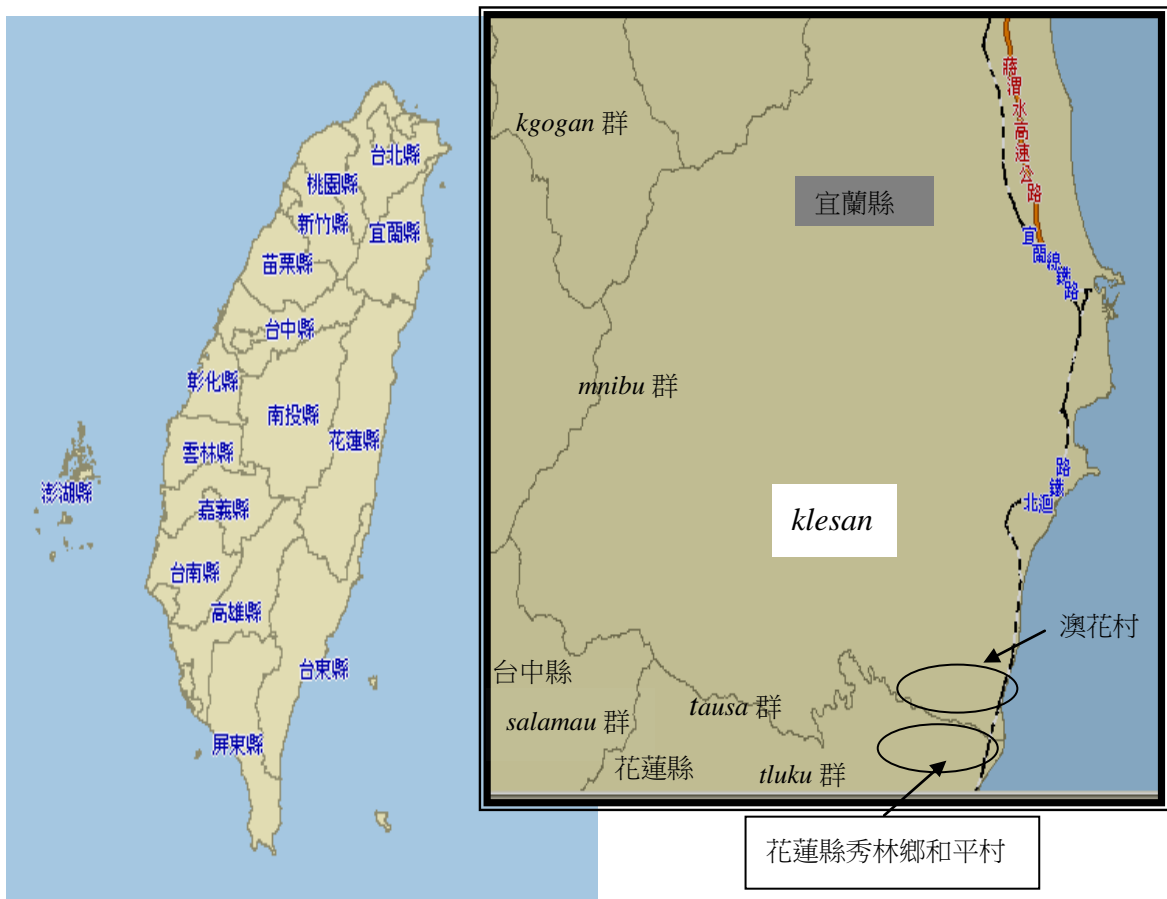 台北縣
桃園縣
新竹縣
宜蘭縣
苗栗縣
台中縣
彰化縣
南投縣
花蓮縣
雲林縣
澎湖縣
嘉義縣
台南縣
高雄縣
台東縣
屏東縣
蔣渭水高速公路
kgogan 群
宜蘭縣
宜蘭線鐵路
mnibu 群
北迴鐵路
klesan
澳花村
台中縣
salamau 群
tausa 群
花蓮縣
tluku 群
花蓮縣秀林鄉和平村